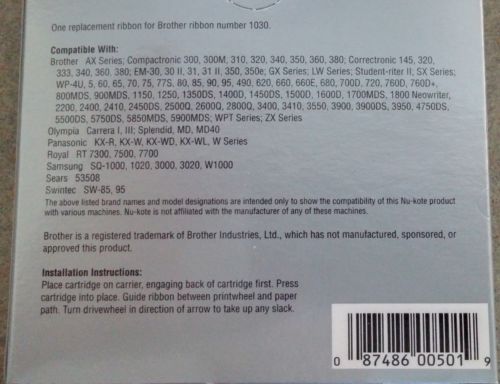 One replacement ribbon for Brother ribbon number 1030.
Compatible With:
Brother AX Series; Compactronic 300, 300M, 310, 320, 340, 350, 360, 380; Correctronic 145, 320,
333, 340, 360, 380; EM-30, 30 II, 31, 31 II, 350, 350e; GX Series; LW Series; Student-riter II; SX Series;
WP-4U, 5, 60, 65, 70, 75, 77S, 80, 85, 90, 95, 490, 620, 660, 660E, 680, 700D, 720, 760D, 760D+,
800MDS, 900MDS, 1150, 1250, 1350DS, 1400D, 1450DS, 1500D, 1600D, 1700MDS, 1800 Neowriter,
2200, 2400, 2410, 2450DS, 2500Q, 2600Q, 2800Q, 3400, 3410, 3550, 3900, 3900DS, 3950, 4750DS,
5500DS, 5750DS, 5850MDS, 5900MDS; WPT Series; ZX Series
Olympia Carrera I, III; Splendid, MD, MD40
Panasonic KX-R, KX-W, KX-WD, KX-WL, W Series
Royal RT 7300, 7500, 7700
Samsung SQ-1000, 1020, 3000, 3020, W1000
Sears 53508
Swintec SW-85, 95
The above listed brand names and model designations are intended only to show the compatibility of this Nu-kote product
with various machines. Nu-kote is not affiliated with the manufacturer of any of these machines.
Brother is a registered trademark of Brother Industries, Ltd., which has not manufactured, sponsored, or
approved this product.
Installation Instructions:
Place cartridge on carrier, engaging back of cartridge first. Press
cartridge into place. Guide ribbon between printwheel and paper
path. Turn drivewheel in direction of arrow to take up any slack.
0 87486 00501 9